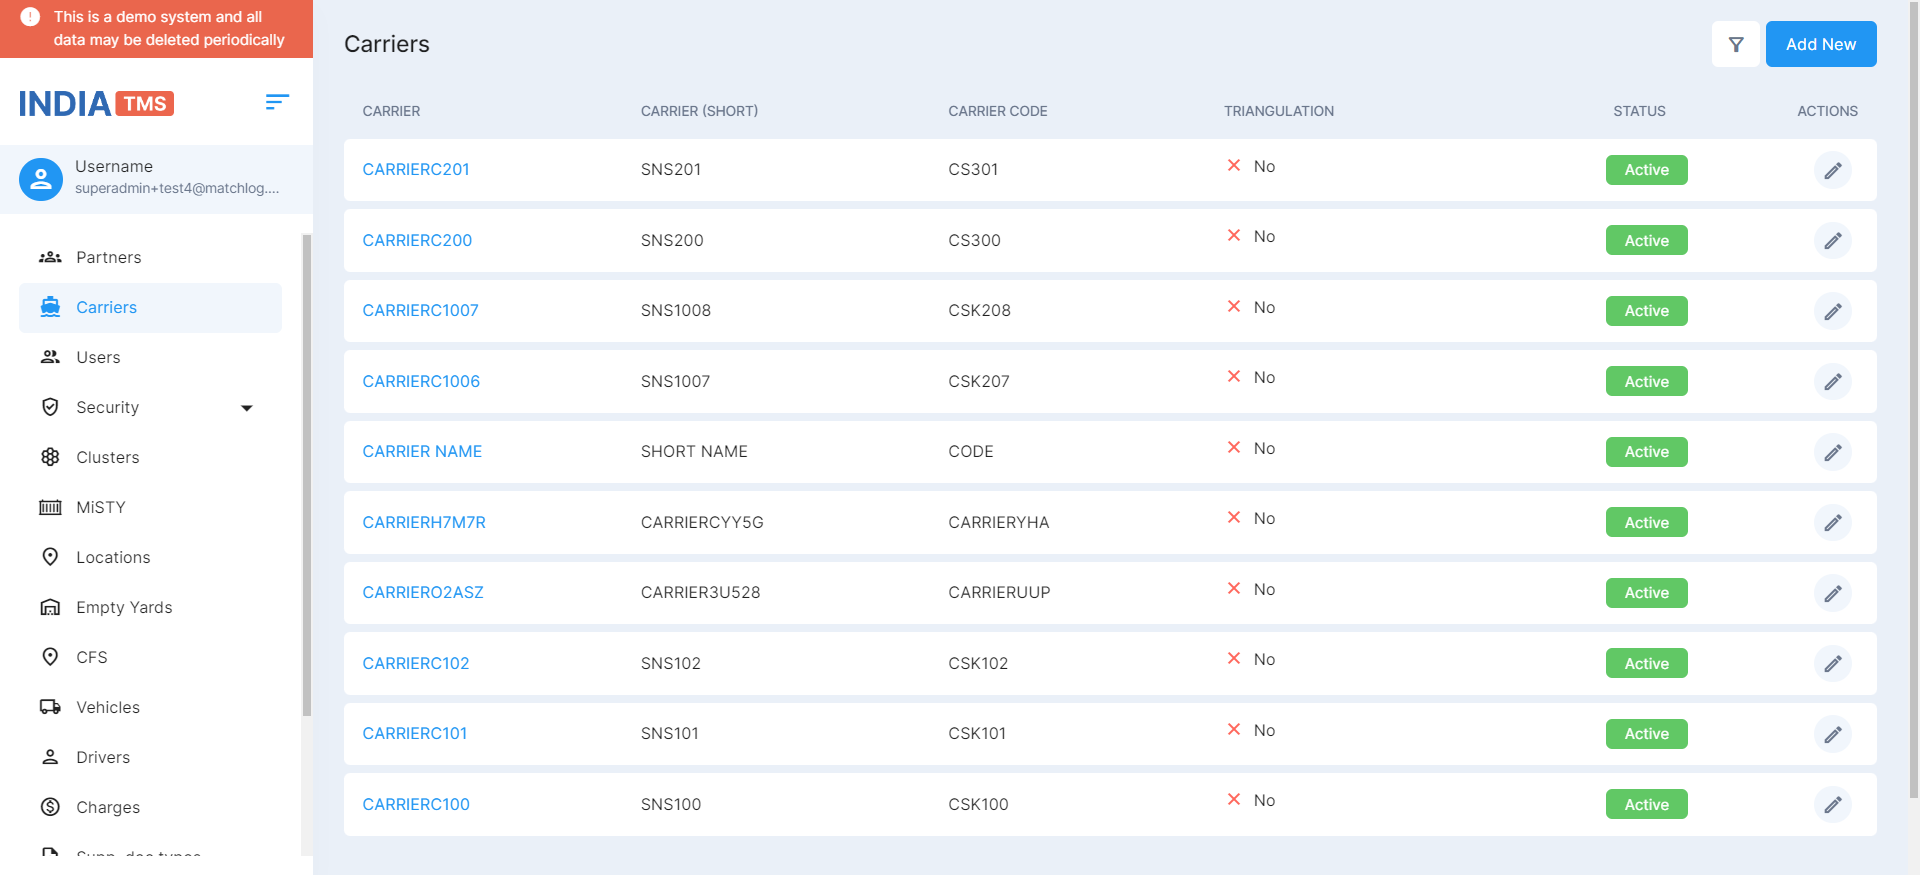 This is a demo system and all
data may be deleted periodically
INDIA TMS
Username
superadmin+test4@matchlog....
Partners
Carriers
Users
Security
Clusters
MiSTY
Locations
Empty Yards
CFS
Vehicles
Drivers
Charges
Supp. doc types
Carriers
Add New
CARRIER CARRIER (SHORT) CARRIER CODE TRIANGULATION STATUS ACTIONS
CARRIERC201 SNS201 CS301 No Active
CARRIERC200 SNS200 CS300 No Active
CARRIERC1007 SNS1008 CSK208 No Active
CARRIERC1006 SNS1007 CSK207 No Active
CARRIER NAME SHORT NAME CODE No Active
CARRIERH7M7R CARRIERCYY5G CARRIERYHA No Active
CARRIERO2ASZ CARRIER3U528 CARRIERUUP No Active
CARRIERC102 SNS102 CSK102 No Active
CARRIERC101 SNS101 CSK101 No Active
CARRIERC100 SNS100 CSK100 No Active